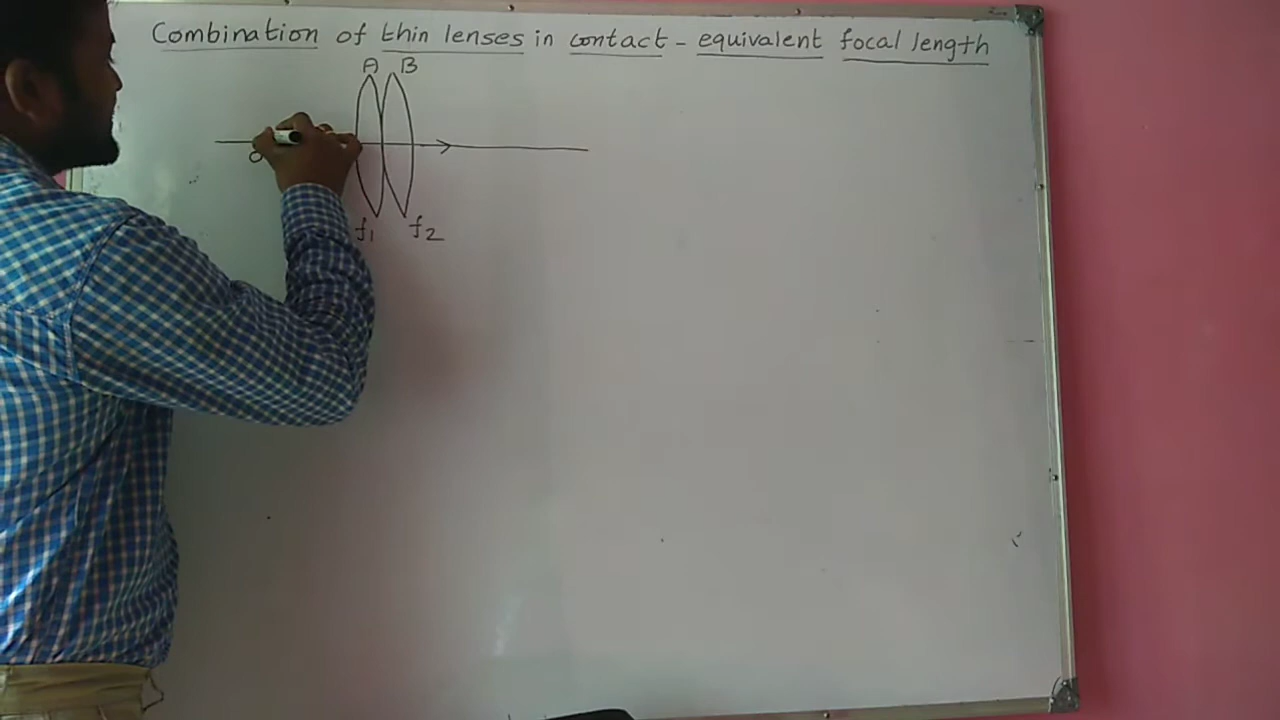 Combination of thin lenses in contact - equivalent focal length
A B
O
f1 f2